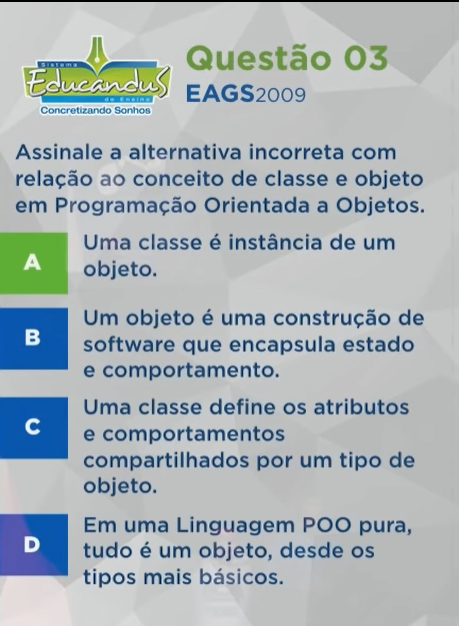 Sistema
Educandus
de Ensino
Concretizando Sonhos
Questão 03
EAGS2009
Assinale a alternativa incorreta com
relação ao conceito de classe e objeto
em Programação Orientada a Objetos.
A
Uma classe é instância de um
objeto.
B
Um objeto é uma construção de
software que encapsula estado
e comportamento.
C
Uma classe define os atributos
e comportamentos
compartilhados por um tipo de
objeto.
D
Em uma Linguagem POO pura,
tudo é um objeto, desde os
tipos mais básicos.